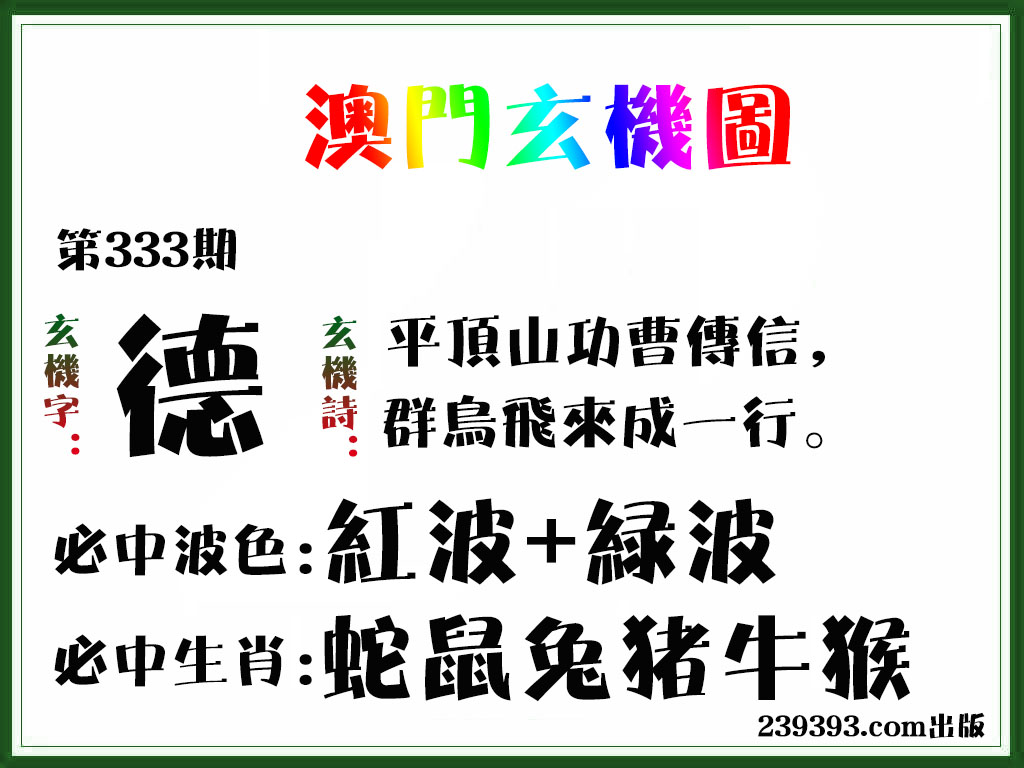 澳門玄機圖
第333期
玄機字：
德
玄機詩：
平頂山功曹傳信，
群鳥飛來成一行。
必中波色:紅波+綠波
必中生肖:蛇鼠兔猪牛猴
239393.com出版